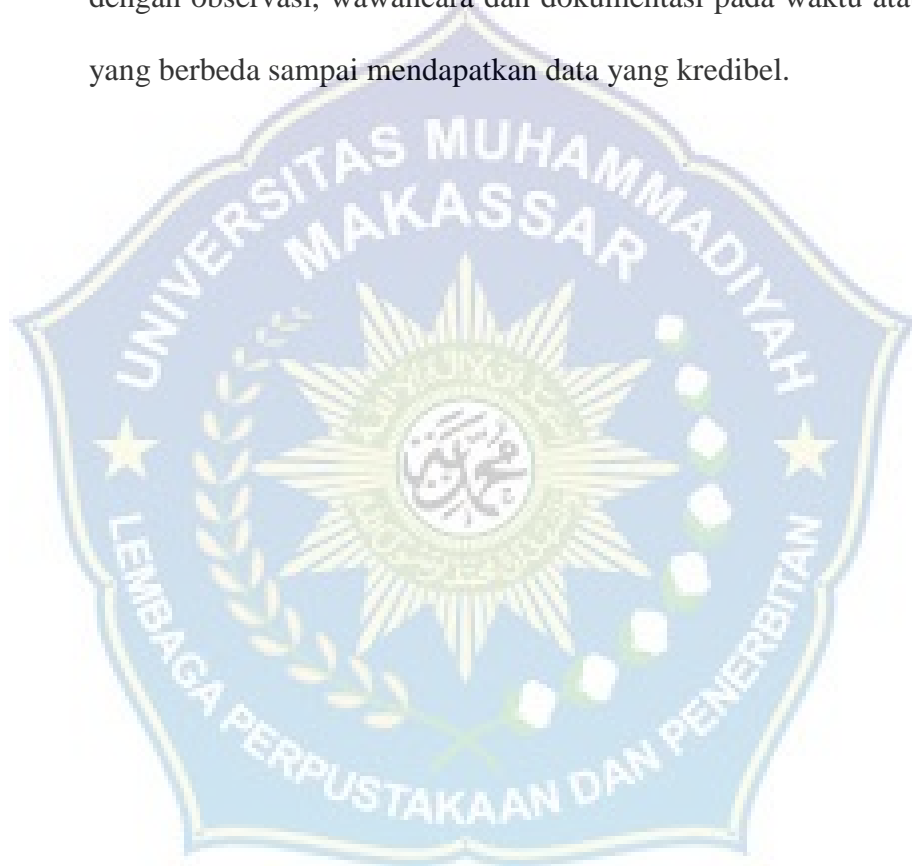 dengan observasi, wawancara dan dokumentasi pada waktu ata
yang berbeda sampai mendapatkan data yang kredibel.
UNIVERSITAS MUHAMMADIYAH
MAKASSAR
LEMBAGA PERPUSTAKAAN DAN PENERBITAN